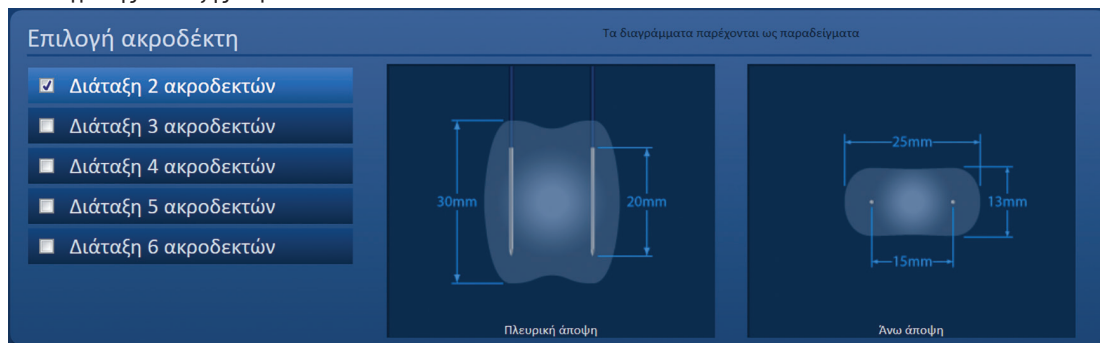 Επιλογή ακροδέκτη
Τα διαγράμματα παρέχονται ως παραδείγματα
Διάταξη 2 ακροδεκτών
Διάταξη 3 ακροδεκτών
Διάταξη 4 ακροδεκτών
Διάταξη 5 ακροδεκτών
Διάταξη 6 ακροδεκτών
30mm
20mm
Πλευρική άποψη
25mm
13mm
15mm
Άνω άποψη